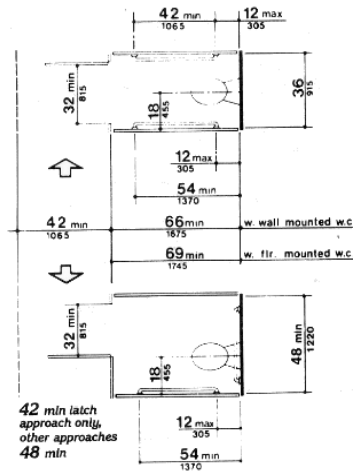 42 min
1065
12 max
305
32 min
815
18
455
36
915
12 max
305
54 min
1370
42 min
1065
66 min
1675
w. wall mounted w.c
69 min
1745
w. flr. mounted w.c
32 min
815
18
455
48 min
1220
42 min latch
approach only,
other approaches
48 min
12 max
305
54 min
1370